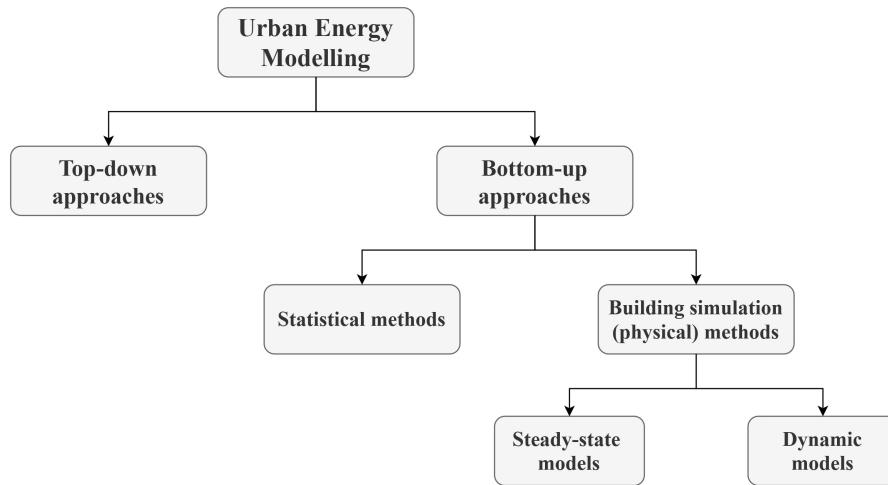 Urban Energy
Modelling
Top-down
approaches
Bottom-up
approaches
Statistical methods
Building simulation
(physical) methods
Steady-state
models
Dynamic
models